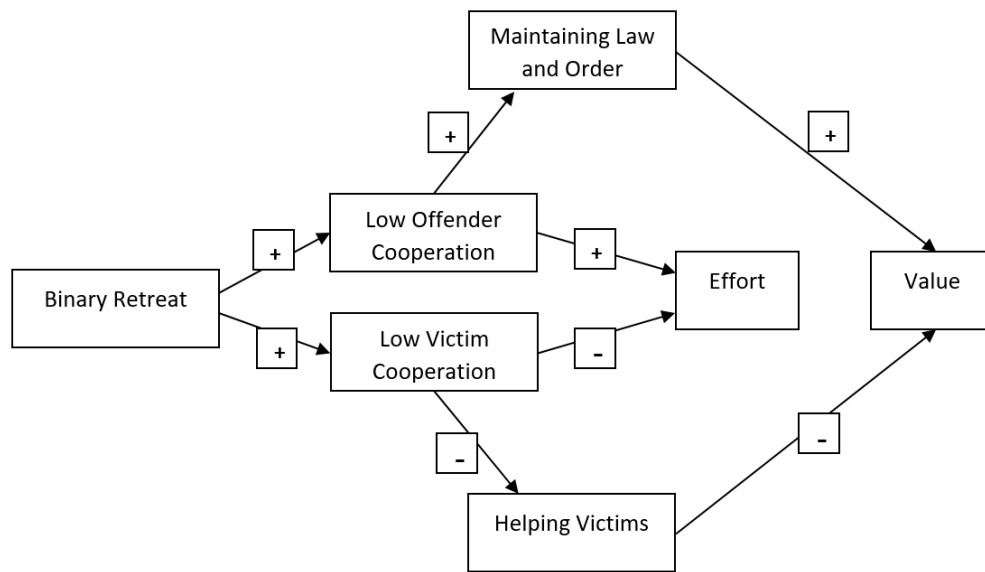 Maintaining Law
and Order
+
+
Low Offender
Cooperation
+
+
Binary Retreat
Effort
Value
+
Low Victim
Cooperation
-
-
-
Helping Victims